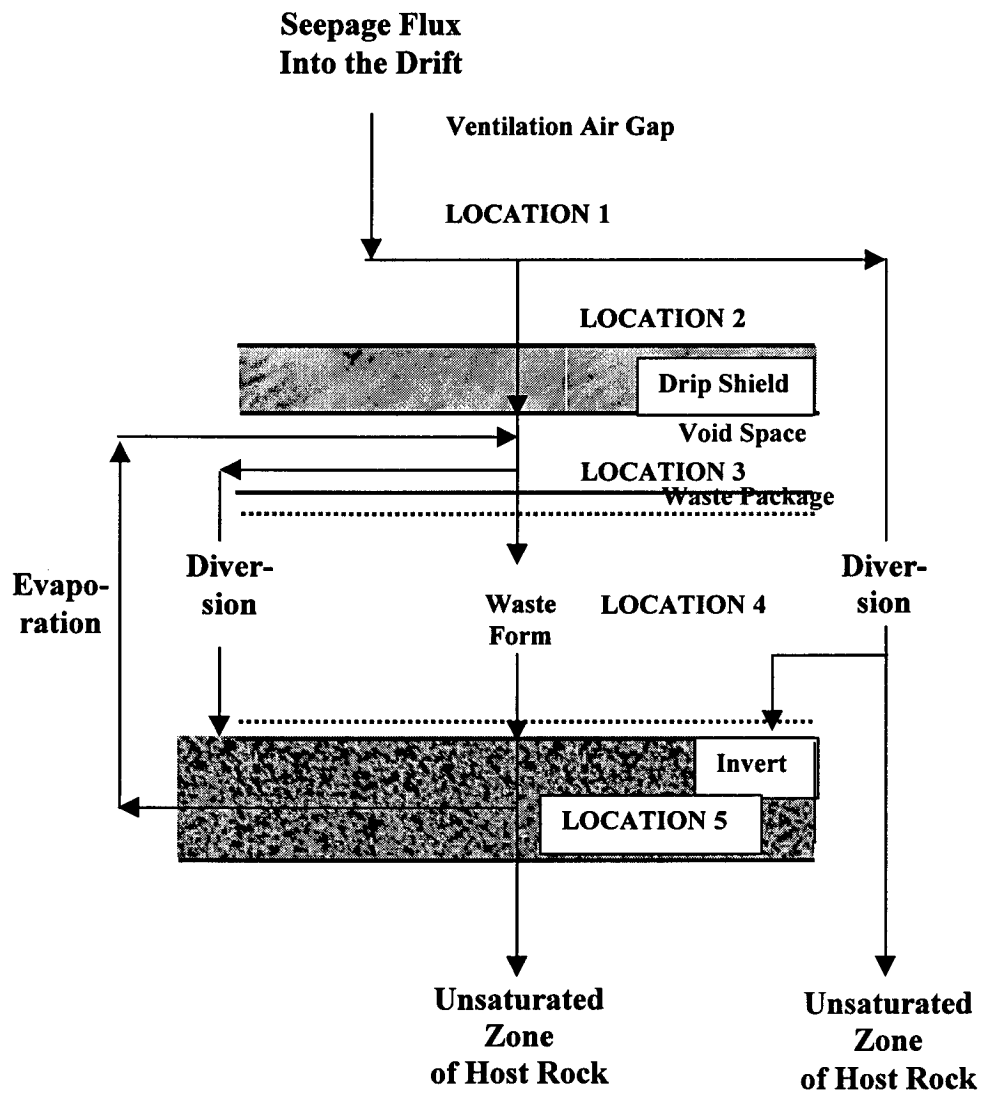 Seepage Flux
Into the Drift
Ventilation Air Gap
LOCATION 1
LOCATION 2
Drip Shield
Void Space
LOCATION 3
Waste Package
Evapo-
ration
Diver-
sion
Waste
Form
LOCATION 4
Diver-
sion
Invert
LOCATION 5
Unsaturated
Zone
of Host Rock
Unsaturated
Zone
of Host Rock